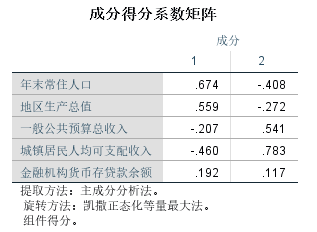 成分得分系数矩阵
成分
1 2
年末常住人口 .674 -.408
地区生产总值 .559 -.272
一般公共预算总收入 -.207 .541
城镇居民人均可支配收入 -.460 .783
金融机构货币存贷款余额 .192 .117
提取方法：主成分分析法。
旋转方法：凯撒正态化等量最大法。
组件得分。